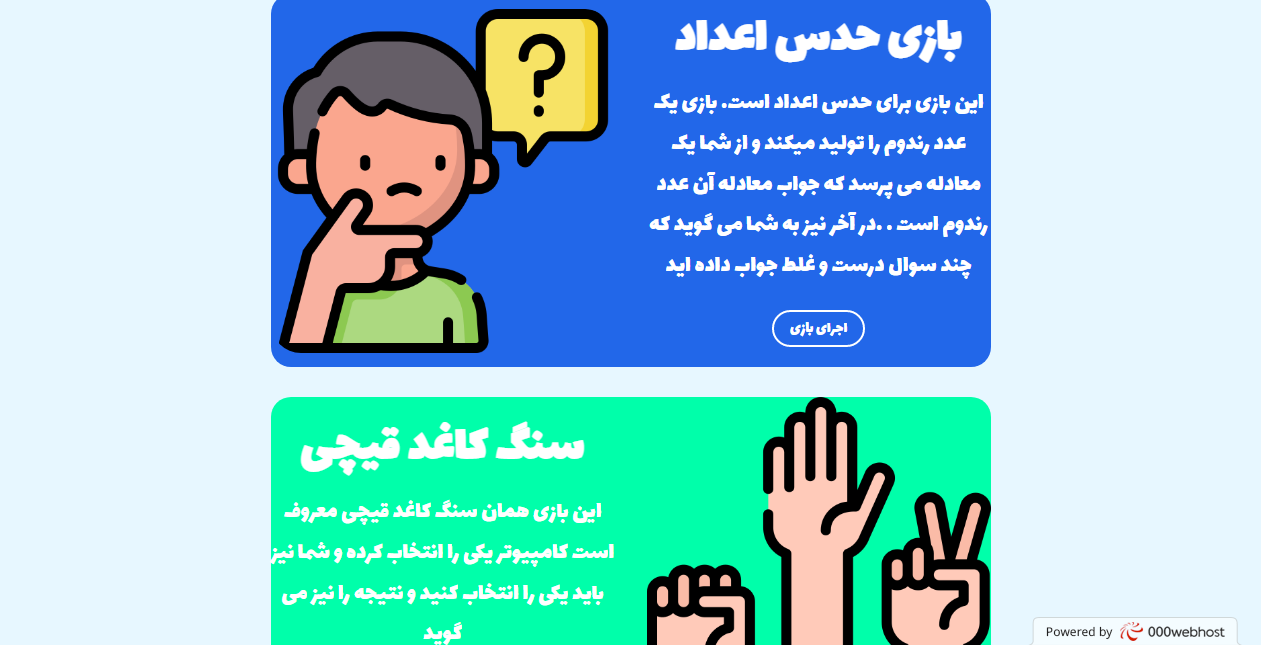 بازی حدس اعداد
این بازی برای حدس اعداد است. بازی یک
عدد رندوم را تولید میکند و از شما یک
معادله می پرسد که جواب معادله آن عدد
رندوم است . .در آخر نیز به شما می گوید که
چند سوال درست و غلط جواب داده اید
اجرای بازی
?
سنگ کاغد قیچی
این بازی همان سنگ کاغد قیچی معروف
است کامپیوتر یکی را انتخاب کرده و شما نیز
باید یکی را انتخاب کنید و نتیجه را نیز می
گوید
Powered by 000webhost